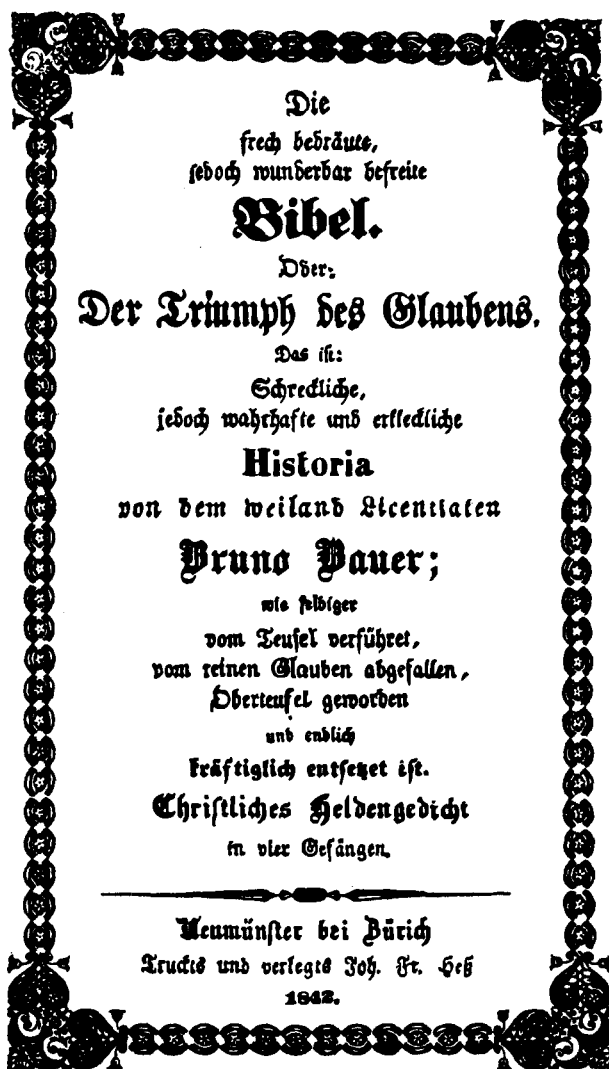 Die
frech bedräute,
jedoch wunderbar befreite
Bibel.
Oder:
Der Triumph des Glaubens.
Das ist:
Schreckliche,
jedoch wahrhafte und erkleckliche
Historia
von dem weiland Licentiaten
Bruno Bauer;
wie selbiger
vom Teufel verführet,
vom reinen Glauben abgefallen,
Oberteufel geworden
und endlich
kräftiglich entsetzet ist.
Christliches Heldengedicht
in vier Gesängen.
Neumünster bei Zürich
Truckts und verlegts Joh. Fr. Heß
1842.